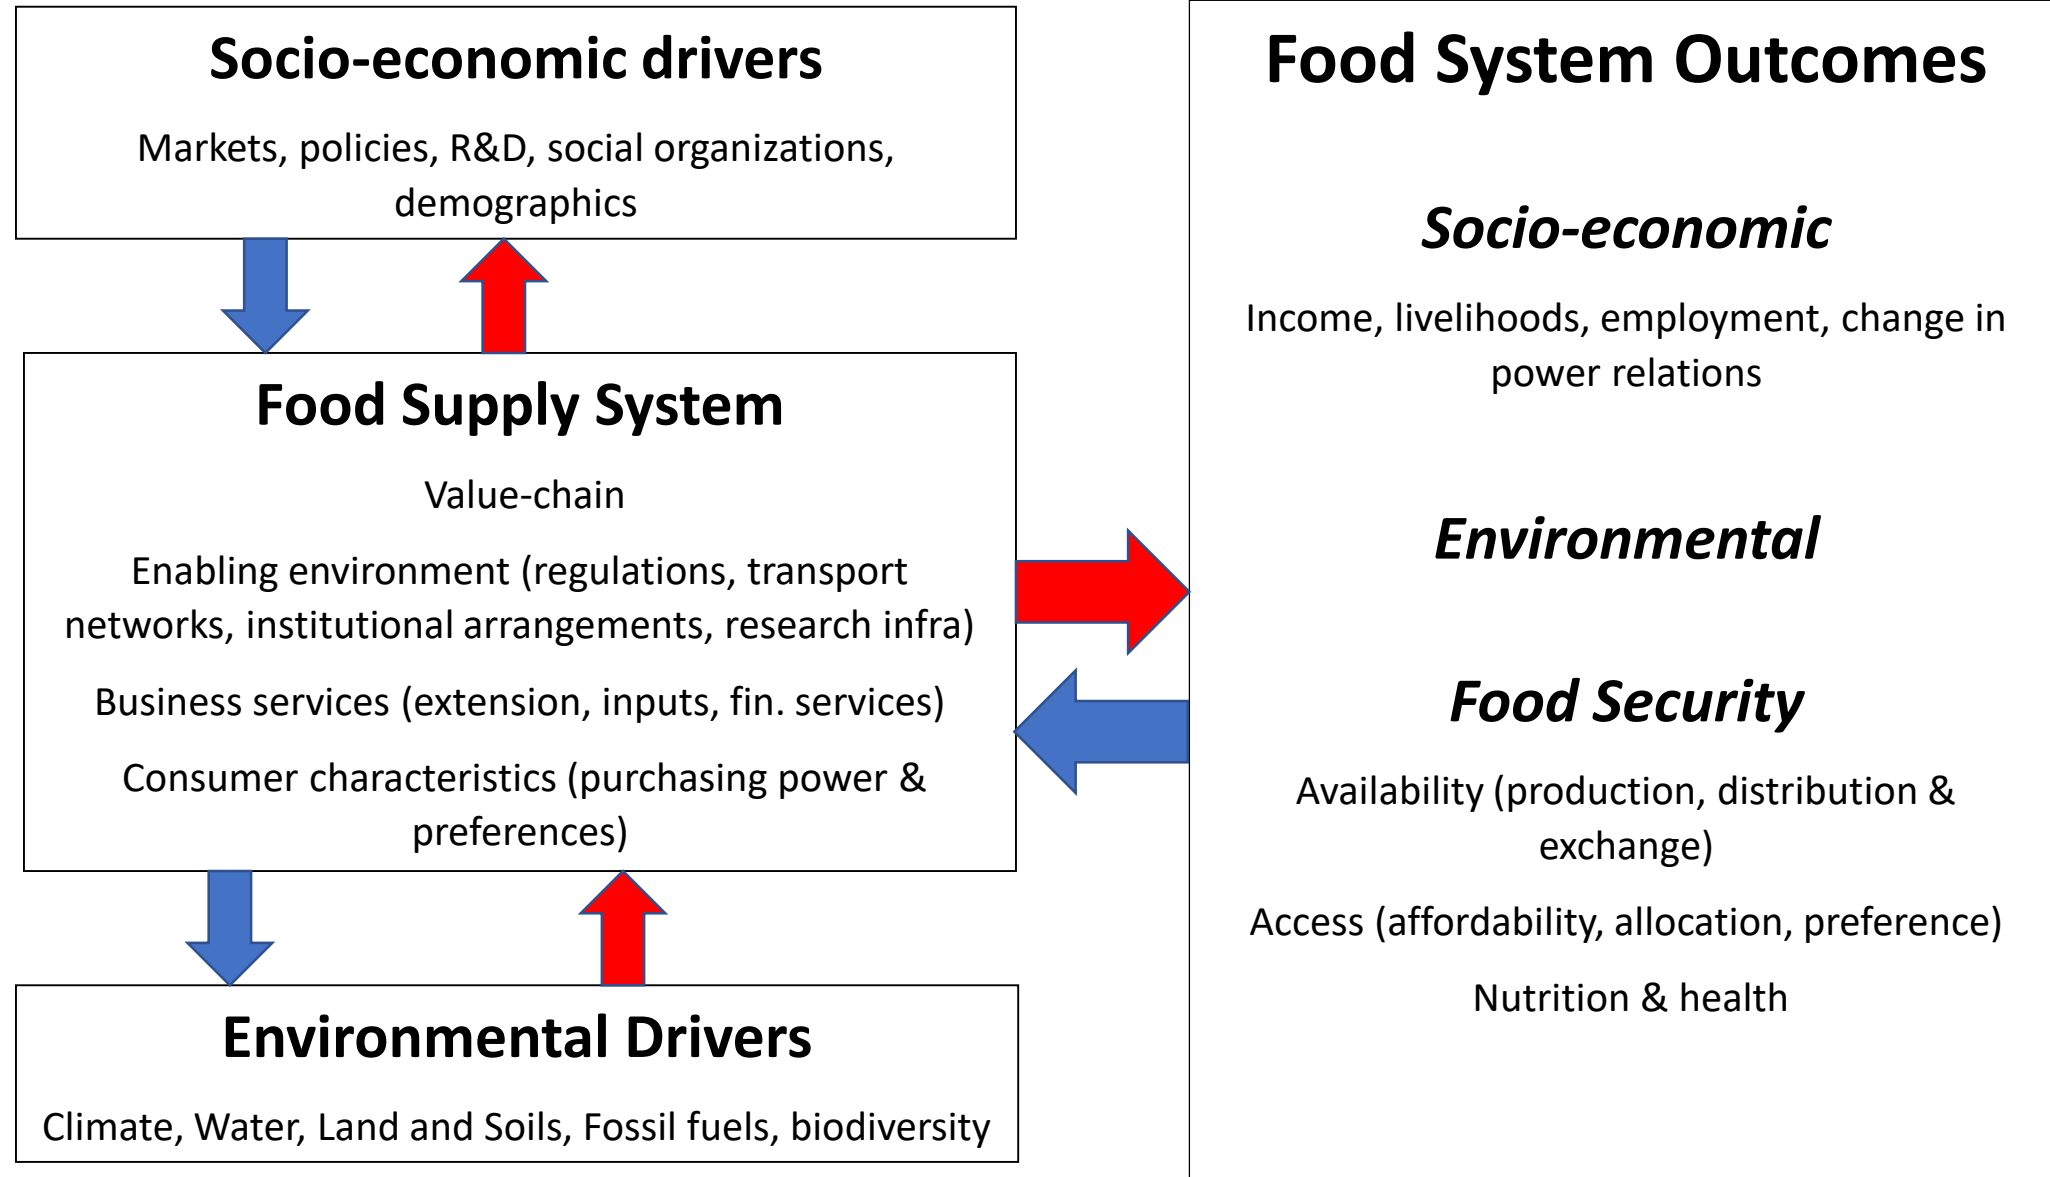 Socio-economic drivers
Markets, policies, R&D, social organizations,
demographics
Food Supply System
Value-chain
Enabling environment (regulations, transport
networks, institutional arrangements, research infra)
Business services (extension, inputs, fin. services)
Consumer characteristics (purchasing power &
preferences)
Environmental Drivers
Climate, Water, Land and Soils, Fossil fuels, biodiversity
Food System Outcomes
Socio-economic
Income, livelihoods, employment, change in
power relations
Environmental
Food Security
Availability (production, distribution &
exchange)
Access (affordability, allocation, preference)
Nutrition & health